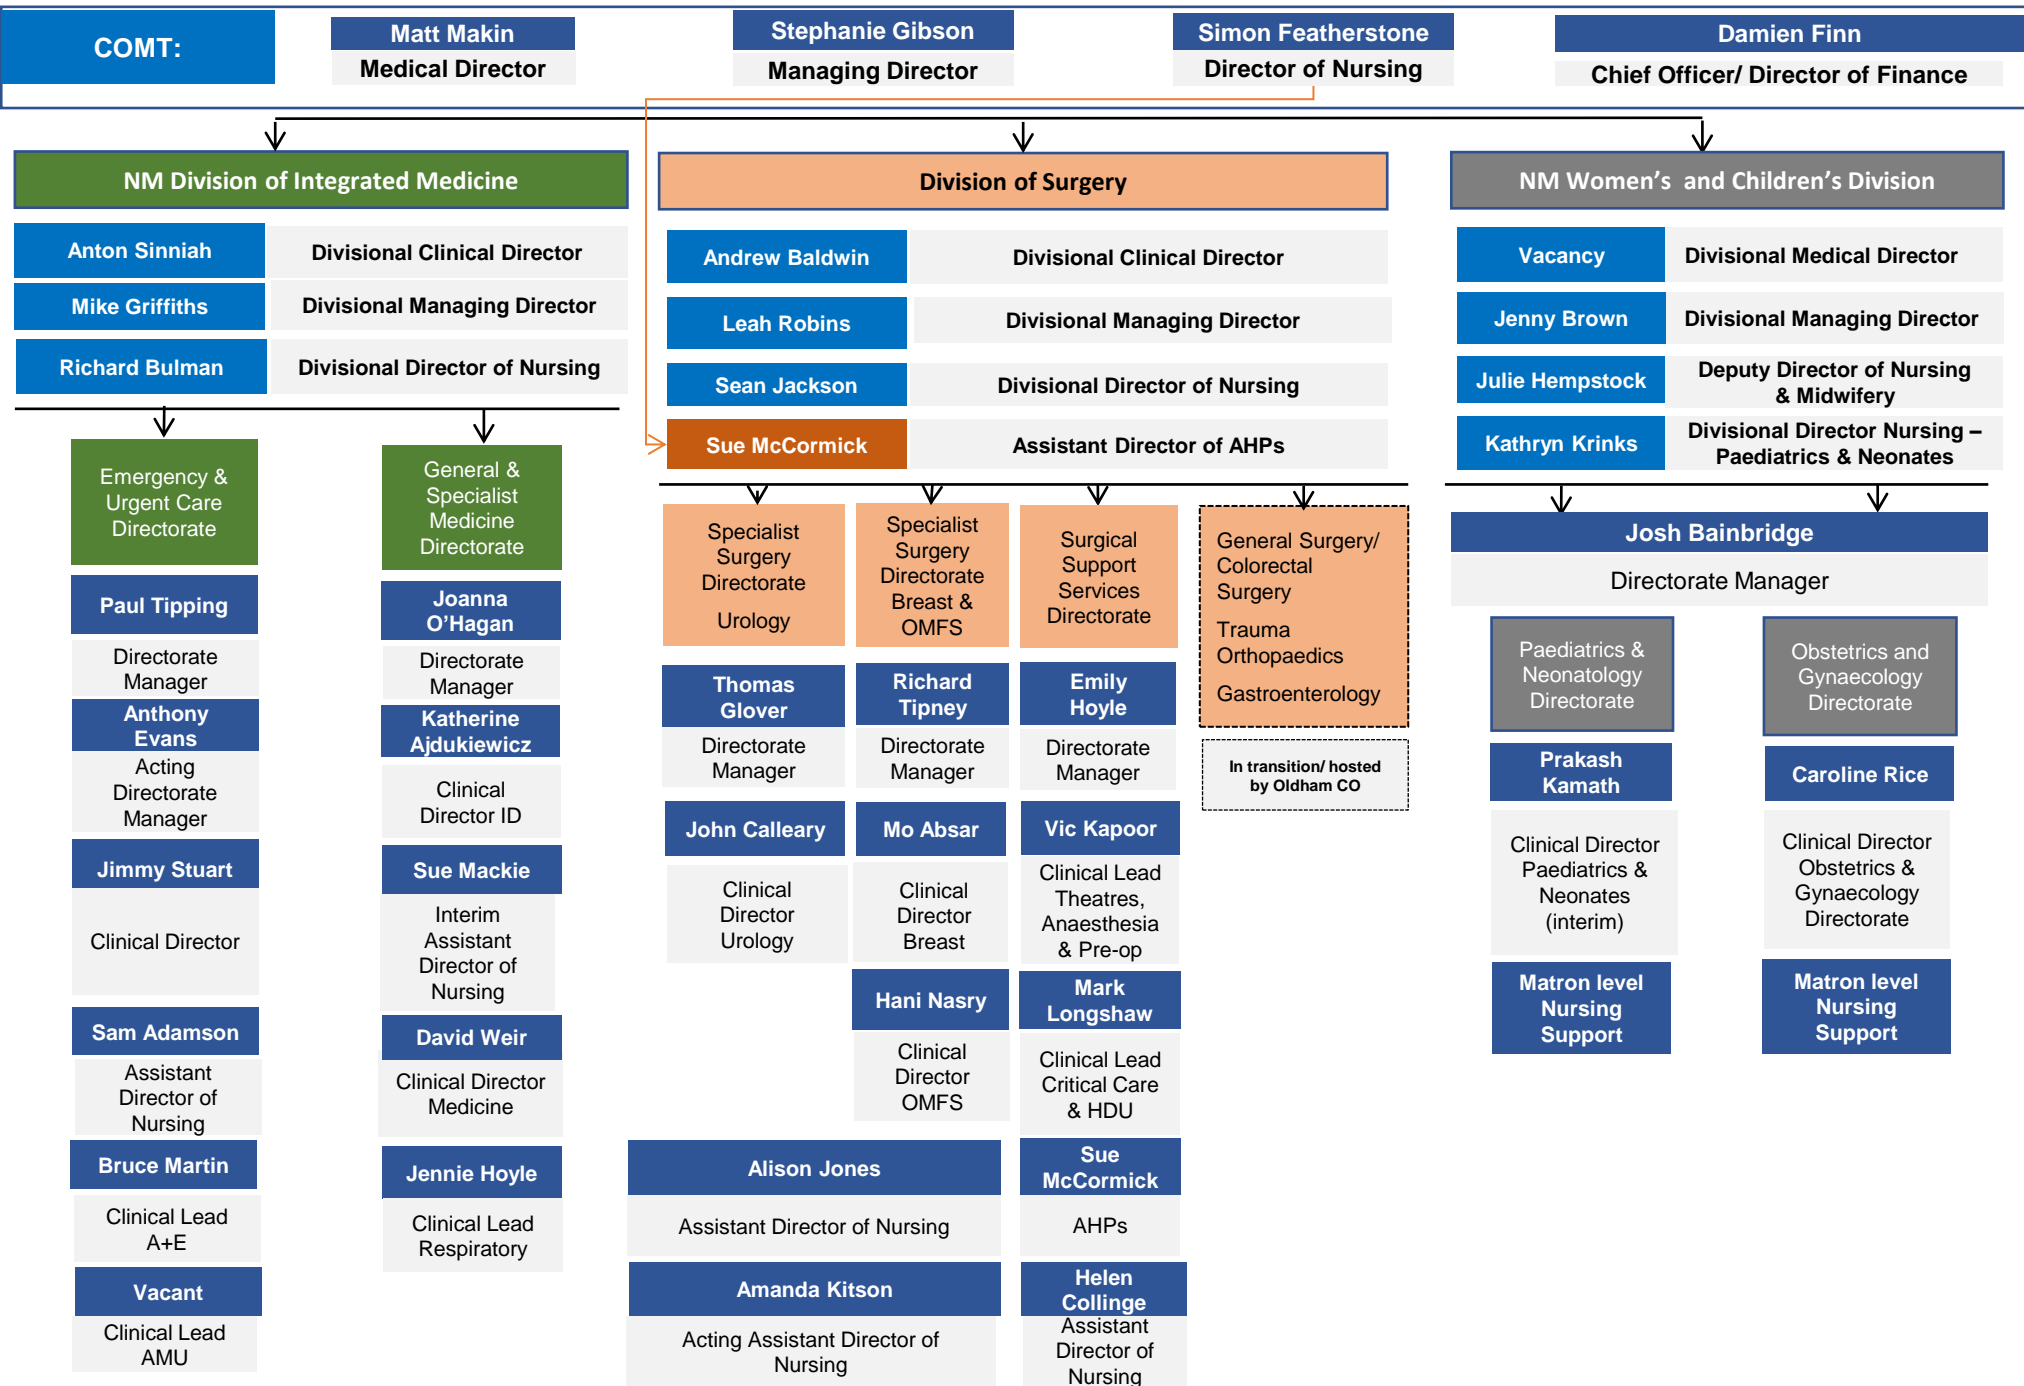 COMT:
Matt Makin
Medical Director
Stephanie Gibson
Managing Director
Simon Featherstone
Director of Nursing
Damien Finn
Chief Officer/ Director of Finance
NM Division of Integrated Medicine
Anton Sinniah
Divisional Clinical Director
Mike Griffiths
Divisional Managing Director
Richard Bulman
Divisional Director of Nursing
Emergency &
Urgent Care
Directorate
Paul Tipping
Directorate
Manager
Anthony
Evans
Acting
Directorate
Manager
Jimmy Stuart
Clinical Director
Sam Adamson
Assistant
Director of
Nursing
Bruce Martin
Clinical Lead
A+E
Vacant
Clinical Lead
AMU
General &
Specialist
Medicine
Directorate
Joanna
O’Hagan
Directorate
Manager
Katherine
Ajdukiewicz
Clinical
Director ID
Sue Mackie
Interim
Assistant
Director of
Nursing
David Weir
Clinical Director
Medicine
Jennie Hoyle
Clinical Lead
Respiratory
Division of Surgery
Andrew Baldwin
Divisional Clinical Director
Leah Robins
Divisional Managing Director
Sean Jackson
Divisional Director of Nursing
Sue McCormick
Assistant Director of AHPs
Specialist
Surgery
Directorate
Urology
Thomas
Glover
Directorate
Manager
John Calleary
Clinical
Director
Urology
Specialist
Surgery
Directorate
Breast &
OMFS
Richard
Tipney
Directorate
Manager
Mo Absar
Clinical
Director
Breast
Hani Nasry
Clinical
Director
OMFS
Alison Jones
Assistant Director of Nursing
Amanda Kitson
Acting Assistant Director of
Nursing
Surgical
Support
Services
Directorate
Emily
Hoyle
Directorate
Manager
Vic Kapoor
Clinical Lead
Theatres,
Anaesthesia
& Pre-op
Mark
Longshaw
Clinical Lead
Critical Care
& HDU
Sue
McCormick
AHPs
Helen
Collinge
Assistant
Director of
Nursing
General Surgery/
Colorectal
Surgery
Trauma
Orthopaedics
Gastroenterology
In transition/ hosted
by Oldham CO
NM Women’s and Children’s Division
Vacancy
Divisional Medical Director
Jenny Brown
Divisional Managing Director
Julie Hempstock
Deputy Director of Nursing
& Midwifery
Kathryn Krinks
Divisional Director Nursing –
Paediatrics & Neonates
Josh Bainbridge
Directorate Manager
Paediatrics &
Neonatology
Directorate
Prakash
Kamath
Clinical Director
Paediatrics &
Neonates
(interim)
Matron level
Nursing
Support
Obstetrics and
Gynaecology
Directorate
Caroline Rice
Clinical Director
Obstetrics &
Gynaecology
Directorate
Matron level
Nursing
Support